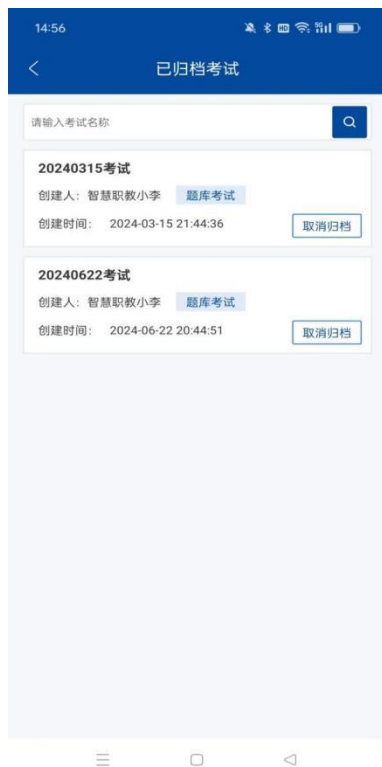 14:56
已归档考试
请输入考试名称
20240315考试
创建人：智慧职教小李 题库考试
创建时间： 2024-03-15 21:44:36 取消归档
20240622考试
创建人：智慧职教小李 题库考试
创建时间： 2024-06-22 20:44:51 取消归档